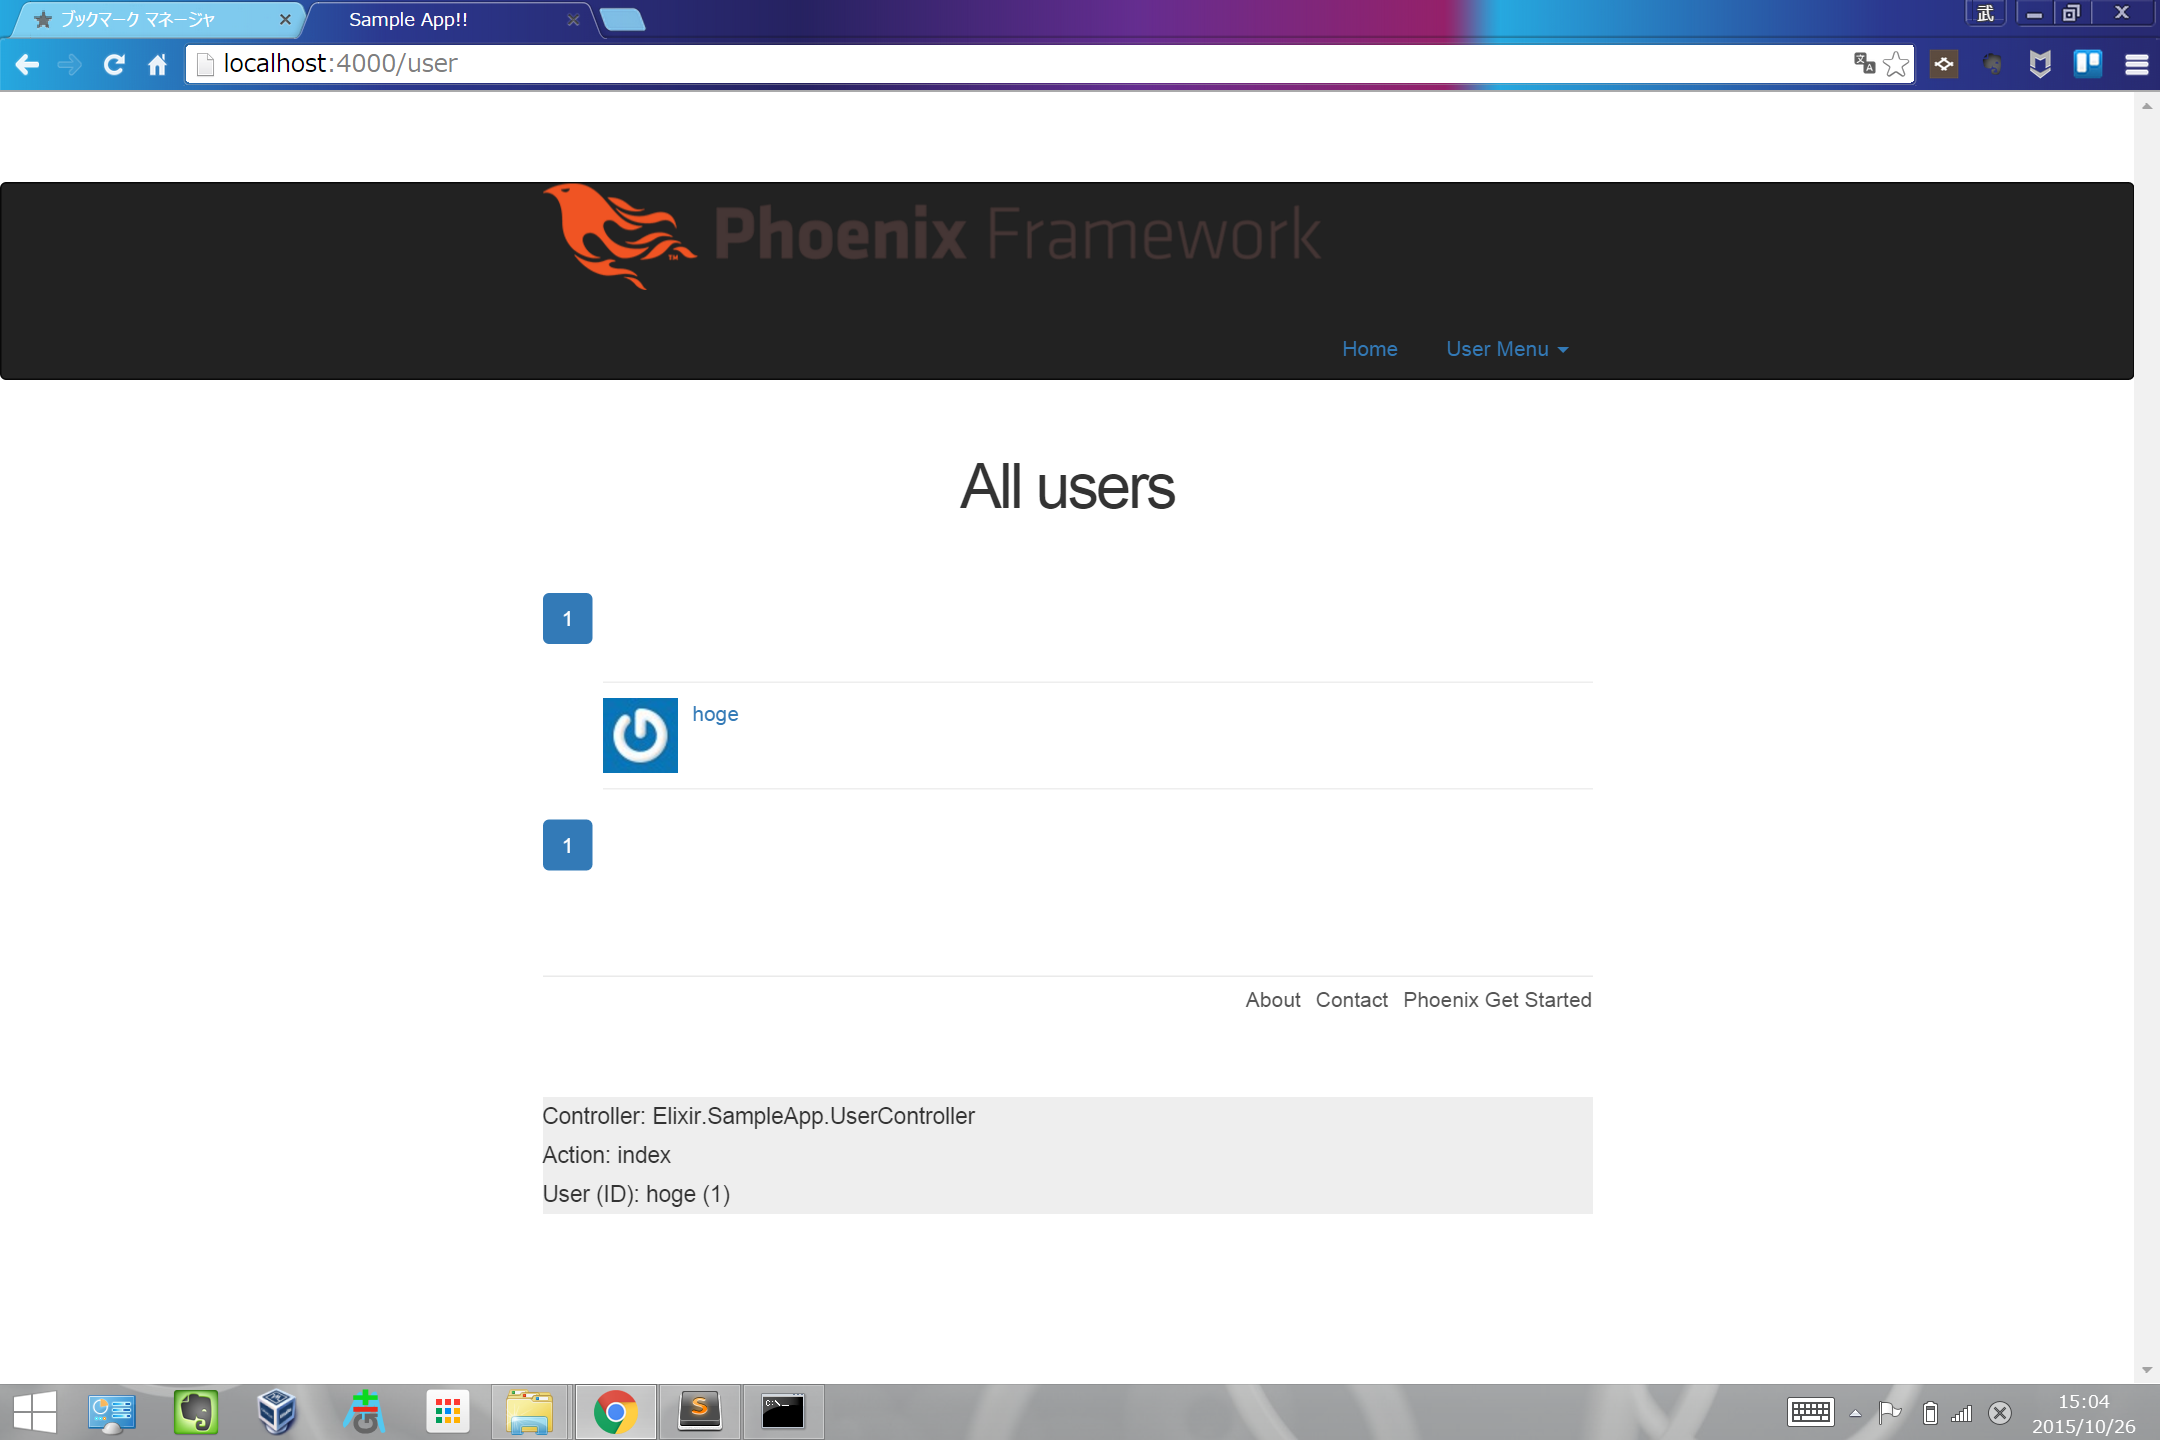 ブックマーク マネージャ
Sample App!!
武
localhost:4000/user
Phoenix Framework
TM
Home
User Menu
All users
1
hoge
1
About Contact Phoenix Get Started
Controller: Elixir.SampleApp.UserController
Action: index
User (ID): hoge (1)
C:\_
15:04
2015/10/26